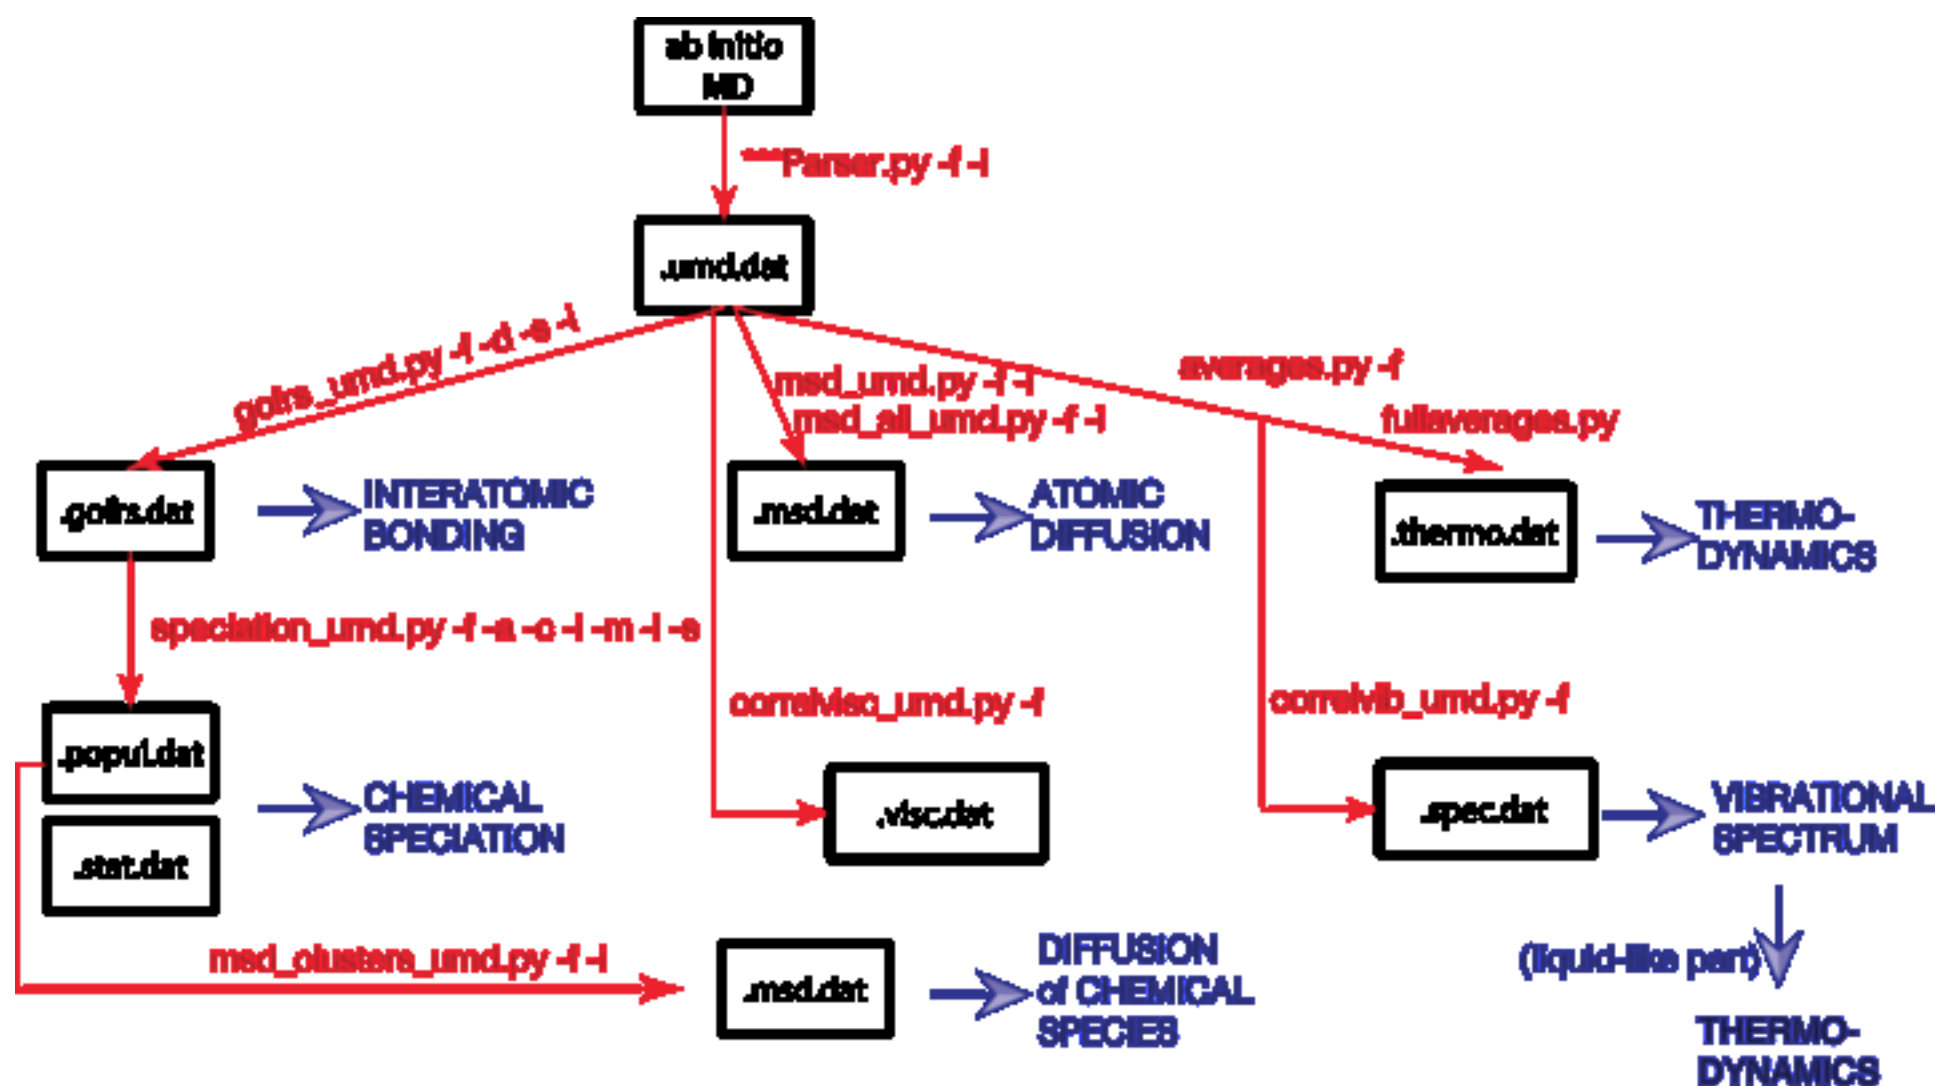 ab initio
MD
***Parser.py -f -i
.umd.dat
gofrs_umd.py -f -d -s -i
msd_umd.py -f -i
msd_all_umd.py -f -i
averages.py -f
fullaverages.py
.gofrs.dat
INTERATOMIC
BONDING
.msd.dat
ATOMIC
DIFFUSION
.thermo.dat
THERMO-
DYNAMICS
speciation_umd.py -f -a -c -i -m -l -s
correlvisc_umd.py -f
correlvib_umd.py -f
.popul.dat
.stat.dat
CHEMICAL
SPECIATION
.visc.dat
.spec.dat
VIBRATIONAL
SPECTRUM
msd_clusters_umd.py -f -i
.msd.dat
DIFFUSION
of CHEMICAL
SPECIES
(liquid-like part)
THERMO-
DYNAMICS